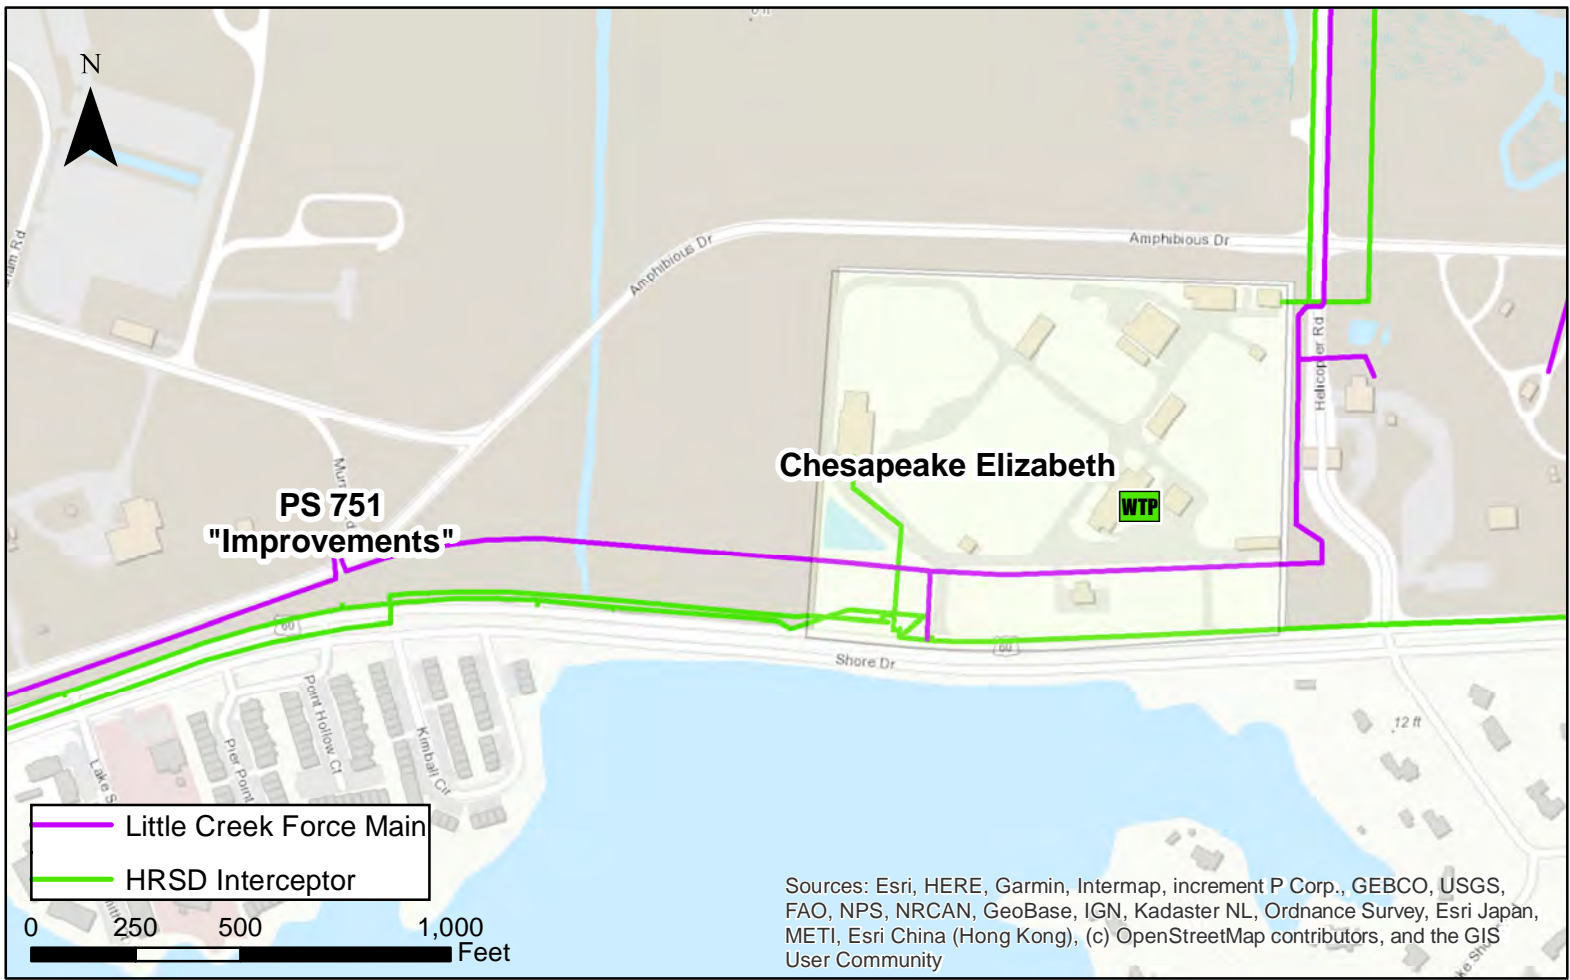 N
Amphibious Dr
Amphibious Dr
Helicopter Rd
Chesapeake Elizabeth
WTP
PS 751
"Improvements"
60
60
Shore Dr
Point Hollow Ct
Kimball Cir
Pier Point
Lake S
12 ft
Little Creek Force Main
HRSD Interceptor
0 250 500 1,000
Feet
Sources: Esri, HERE, Garmin, Intermap, increment P Corp., GEBCO, USGS,
FAO, NPS, NRCAN, GeoBase, IGN, Kadaster NL, Ordnance Survey, Esri Japan,
METI, Esri China (Hong Kong), (c) OpenStreetMap contributors, and the GIS
User Community